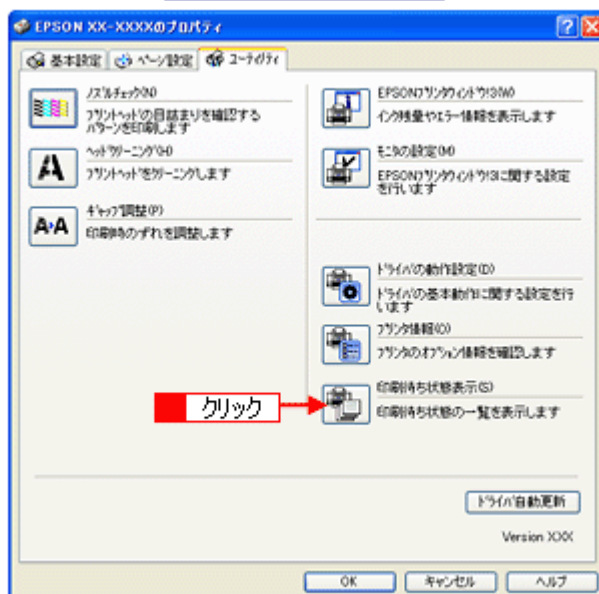 EPSON XX-XXXXのプロパティ
基本設定 ページ設定 ユーティリティ
ノズルチェック(N)
プリントヘッドの目詰まりを確認する
パターンを印刷します
ヘッドクリーニング(H)
プリントヘッドをクリーニングします
ギャップ調整(P)
印刷時のずれを調整します
EPSONプリンタウィンドウ!3(W)
インク残量やエラー情報を表示します
モニタの設定(M)
EPSONプリンタウィンドウ!3に関する設定
を行います
ドライバの動作設定(D)
ドライバの基本動作に関する設定を行
います
プリンタ情報(O)
プリンタのオプション情報を確認します
印刷待ち状態表示(S)
印刷待ち状態の一覧を表示します
クリック
ドライバ自動更新
Version XXX
OK キャンセル ヘルプ